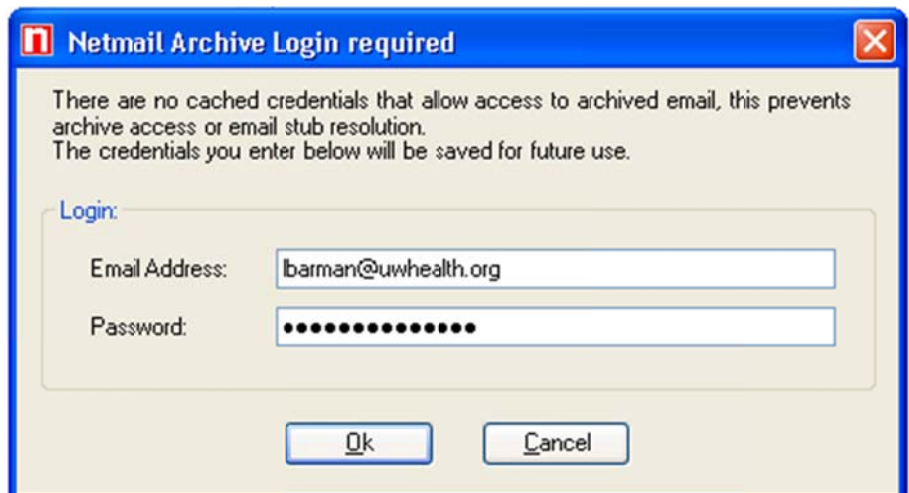 n Netmail Archive Login required
There are no cached credentials that allow access to archived email, this prevents
archive access or email stub resolution.
The credentials you enter below will be saved for future use.
Login:
Email Address: lbarman@uwhealth.org
Password: ●●●●●●●●●●●●●●
Ok Cancel